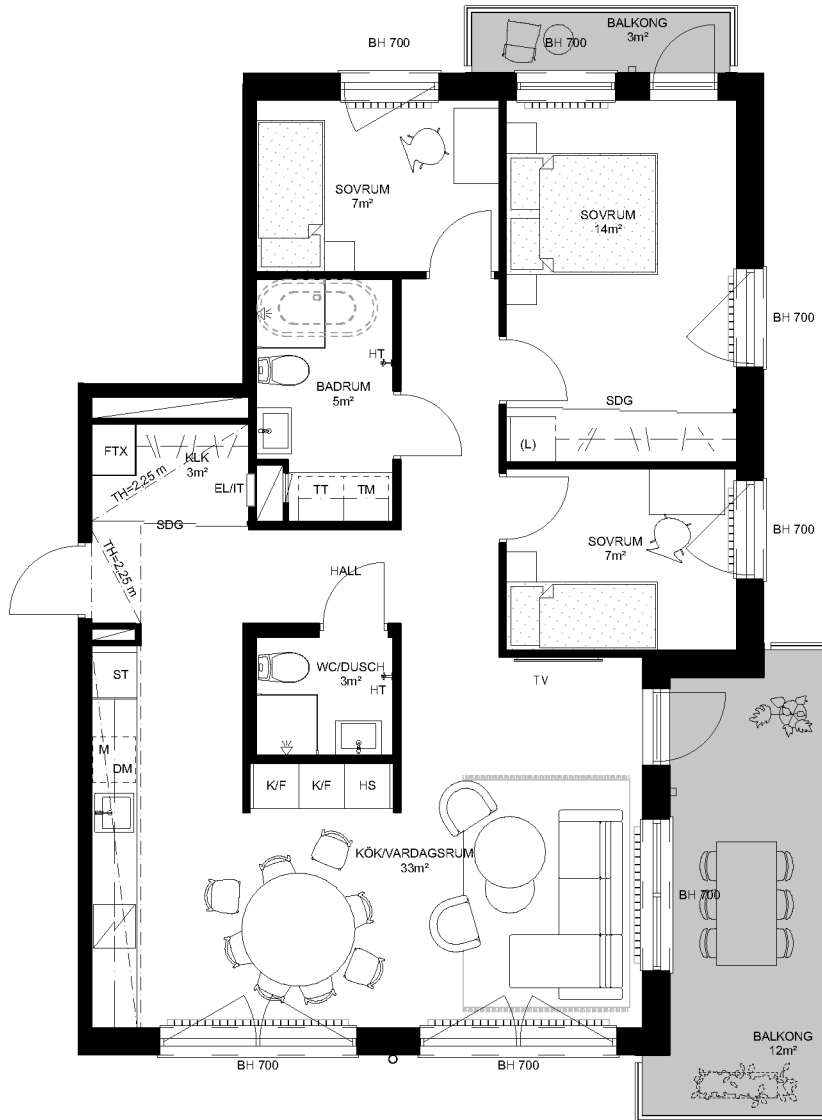 BALKONG
3m²
BH 700
BH 700
SOVRUM
7m²
SOVRUM
14m²
BH 700
HT
BADRUM
5m²
SDG
(L)
FTX
KLK
3m²
TH=2,25 m
EL/IT
TT
TM
SDG
BH 700
SOVRUM
7m²
TH=2,25 m
HALL
WC/DUSCH
3m²
HT
ST
TV
M
DM
K/F
K/F
HS
KÖK/VARDAGSRUM
33m²
BH 700
BALKONG
12m²
BH 700
BH 700